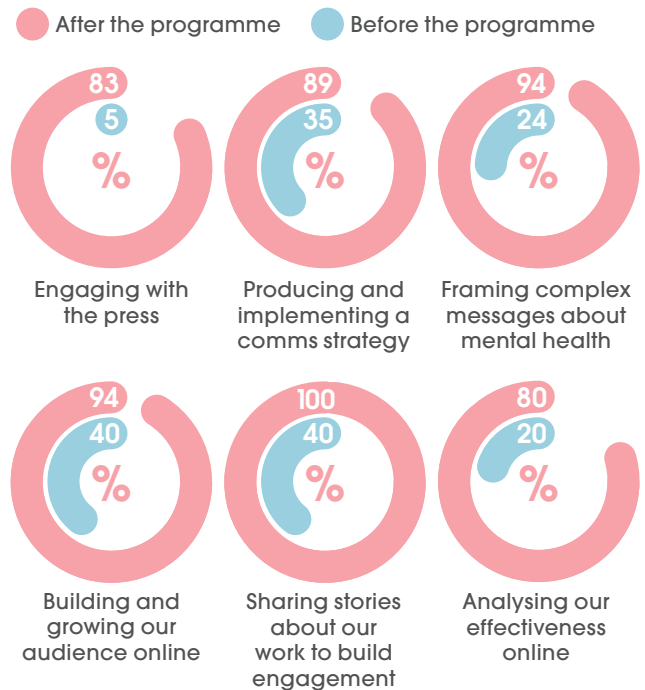 After the programme
Before the programme
83
5
%
Engaging with
the press
89
35
%
Producing and
implementing a
comms strategy
94
24
%
Framing complex
messages about
mental health
94
40
%
Building and
growing our
audience online
100
40
%
Sharing stories
about our
work to build
engagement
80
20
%
Analysing our
effectiveness
online